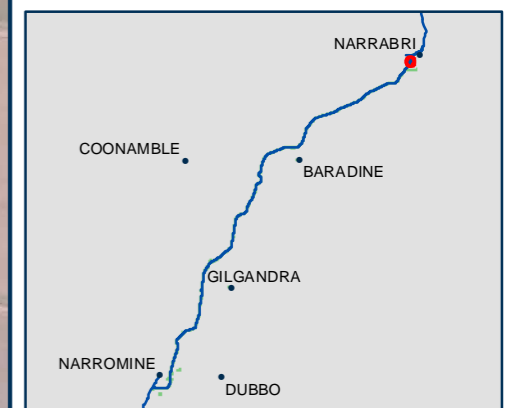 NARRABRI
COONAMBLE
BARADINE
GILGANDRA
NARROMINE
DUBBO